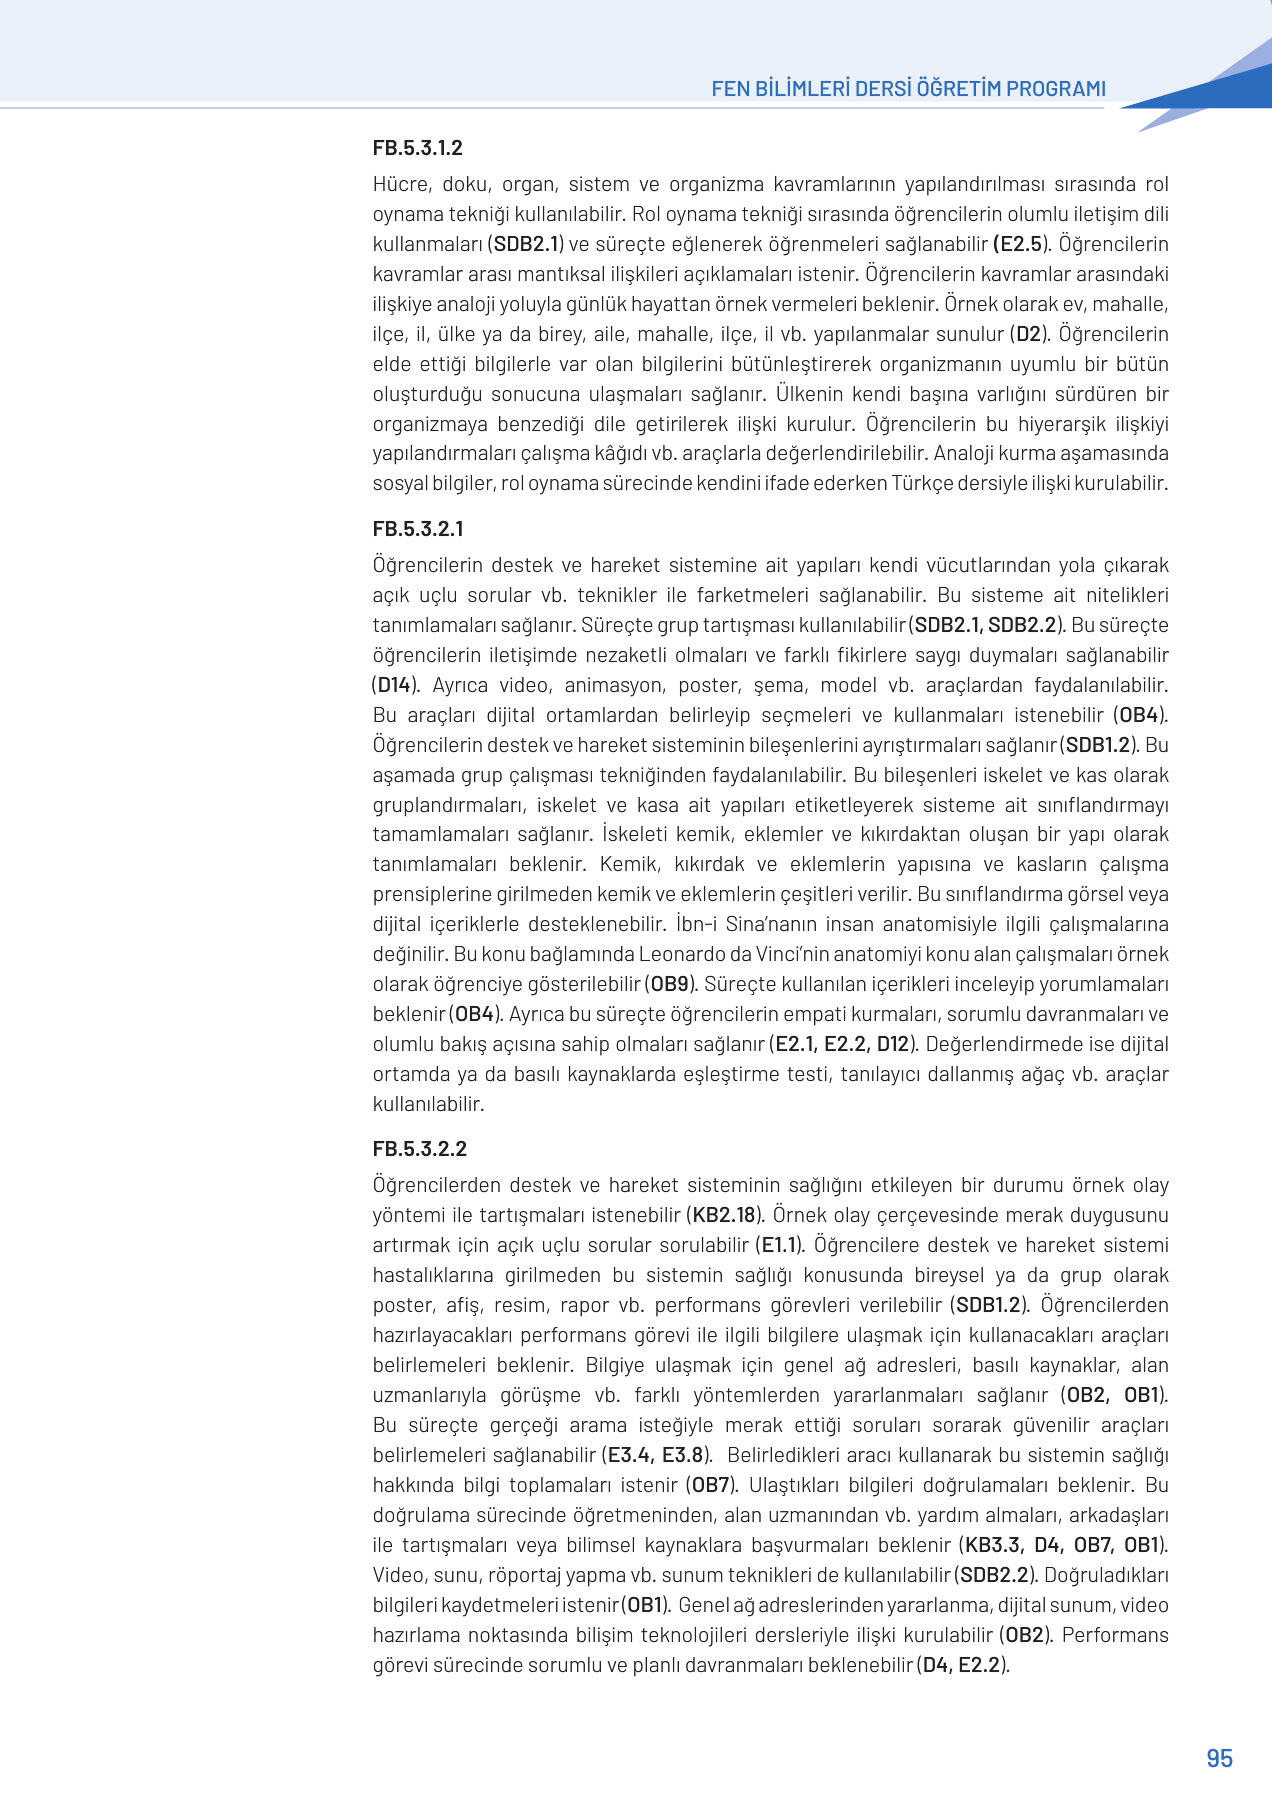 FEN BİLİMLERİ DERSİ ÖĞRETİM PROGRAMI
FB.5.3.1.2
Hücre, doku, organ, sistem ve organizma kavramlarının yapılandırılması sırasında rol
oynama tekniği kullanılabilir. Rol oynama tekniği sırasında öğrencilerin olumlu iletişim dili
kullanmaları (SDB2.1) ve süreçte eğlenerek öğrenmeleri sağlanabilir (E2.5). Öğrencilerin
kavramlar arası mantıksal ilişkileri açıklamaları istenir. Öğrencilerin kavramlar arasındaki
ilişkiye analoji yoluyla günlük hayattan örnek vermeleri beklenir. Örnek olarak ev, mahalle,
ilçe, il, ülke ya da birey, aile, mahalle, ilçe, il vb. yapılanmalar sunulur (D2). Öğrencilerin
elde ettiği bilgilerle var olan bilgilerini bütünleştirerek organizmanın uyumlu bir bütün
oluşturduğu sonucuna ulaşmaları sağlanır. Ülkenin kendi başına varlığını sürdüren bir
organizmaya benzediği dile getirilerek ilişki kurulur. Öğrencilerin bu hiyerarşik ilişkiyi
yapılandırmaları çalışma kâğıdı vb. araçlarla değerlendirilebilir. Analoji kurma aşamasında
sosyal bilgiler, rol oynama sürecinde kendini ifade ederken Türkçe dersiyle ilişki kurulabilir.
FB.5.3.2.1
Öğrencilerin destek ve hareket sistemine ait yapıları kendi vücutlarından yola çıkarak
açık uçlu sorular vb. teknikler ile farketmeleri sağlanabilir. Bu sisteme ait nitelikleri
tanımlamaları sağlanır. Süreçte grup tartışması kullanılabilir (SDB2.1, SDB2.2). Bu süreçte
öğrencilerin iletişimde nezaketli olmaları ve farklı fikirlere saygı duymaları sağlanabilir
(D14). Ayrıca video, animasyon, poster, şema, model vb. araçlardan faydalanılabilir.
Bu araçları dijital ortamlardan belirleyip seçmeleri ve kullanmaları istenebilir (OB4).
Öğrencilerin destek ve hareket sisteminin bileşenlerini ayrıştırmaları sağlanır (SDB1.2). Bu
aşamada grup çalışması tekniğinden faydalanılabilir. Bu bileşenleri iskelet ve kas olarak
gruplandırmaları, iskelet ve kasa ait yapıları etiketleyerek sisteme ait sınıflandırmayı
tamamlamaları sağlanır. İskeleti kemik, eklemler ve kıkırdaktan oluşan bir yapı olarak
tanımlamaları beklenir. Kemik, kıkırdak ve eklemlerin yapısına ve kasların çalışma
prensiplerine girilmeden kemik ve eklemlerin çeşitleri verilir. Bu sınıflandırma görsel veya
dijital içeriklerle desteklenebilir. İbn-i Sina’nanın insan anatomisiyle ilgili çalışmalarına
değinilir. Bu konu bağlamında Leonardo da Vinci’nin anatomiyi konu alan çalışmaları örnek
olarak öğrenciye gösterilebilir (OB9). Süreçte kullanılan içerikleri inceleyip yorumlamaları
beklenir (OB4). Ayrıca bu süreçte öğrencilerin empati kurmaları, sorumlu davranmaları ve
olumlu bakış açısına sahip olmaları sağlanır (E2.1, E2.2, D12). Değerlendirmede ise dijital
ortamda ya da basılı kaynaklarda eşleştirme testi, tanılayıcı dallanmış ağaç vb. araçlar
kullanılabilir.
FB.5.3.2.2
Öğrencilerden destek ve hareket sisteminin sağlığını etkileyen bir durumu örnek olay
yöntemi ile tartışmaları istenebilir (KB2.18). Örnek olay çerçevesinde merak duygusunu
artırmak için açık uçlu sorular sorulabilir (E1.1). Öğrencilere destek ve hareket sistemi
hastalıklarına girilmeden bu sistemin sağlığı konusunda bireysel ya da grup olarak
poster, afiş, resim, rapor vb. performans görevleri verilebilir (SDB1.2). Öğrencilerden
hazırlayacakları performans görevi ile ilgili bilgilere ulaşmak için kullanacakları araçları
belirlemeleri beklenir. Bilgiye ulaşmak için genel ağ adresleri, basılı kaynaklar, alan
uzmanlarıyla görüşme vb. farklı yöntemlerden yararlanmaları sağlanır (OB2, OB1).
Bu süreçte gerçeği arama isteğiyle merak ettiği soruları sorarak güvenilir araçları
belirlemeleri sağlanabilir (E3.4, E3.8). Belirledikleri aracı kullanarak bu sistemin sağlığı
hakkında bilgi toplamaları istenir (OB7). Ulaştıkları bilgileri doğrulamaları beklenir. Bu
doğrulama sürecinde öğretmeninden, alan uzmanından vb. yardım almaları, arkadaşları
ile tartışmaları veya bilimsel kaynaklara başvurmaları beklenir (KB3.3, D4, OB7, OB1).
Video, sunu, röportaj yapma vb. sunum teknikleri de kullanılabilir (SDB2.2). Doğruladıkları
bilgileri kaydetmeleri istenir (OB1). Genel ağ adreslerinden yararlanma, dijital sunum, video
hazırlama noktasında bilişim teknolojileri dersleriyle ilişki kurulabilir (OB2). Performans
görevi sürecinde sorumlu ve planlı davranmaları beklenebilir (D4, E2.2).
95